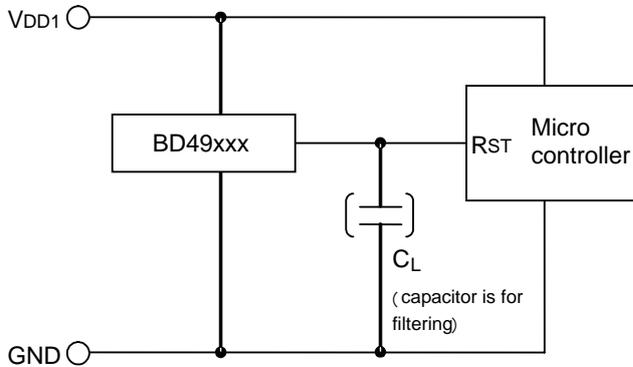 VDD1
BD49xxx
RST
Micro
controller
CL
(capacitor is for
filtering)
GND